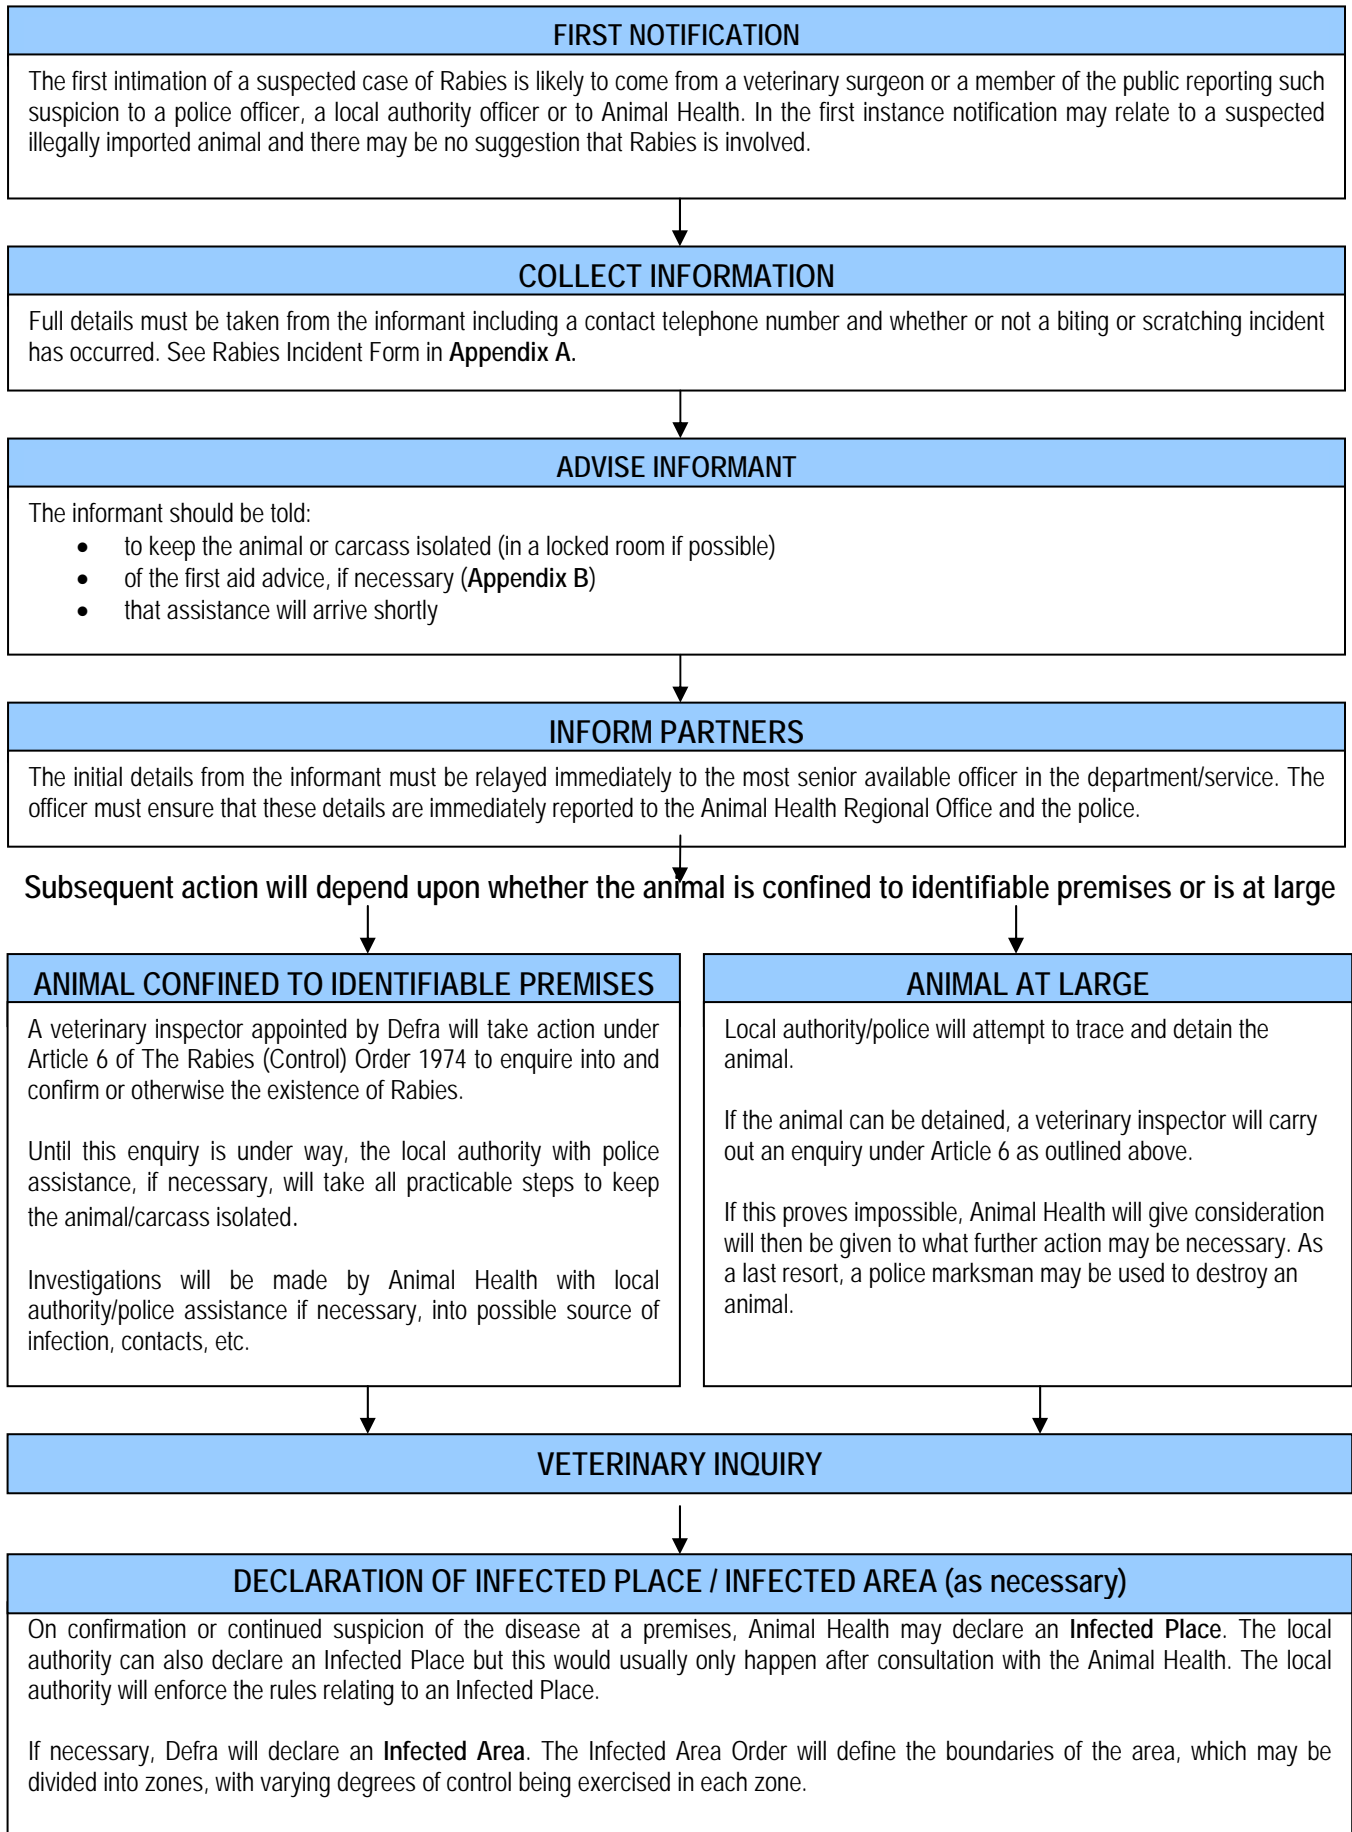 FIRST NOTIFICATION
The first intimation of a suspected case of Rabies is likely to come from a veterinary surgeon or a member of the public reporting such
suspicion to a police officer, a local authority officer or to Animal Health. In the first instance notification may relate to a suspected
illegally imported animal and there may be no suggestion that Rabies is involved.
COLLECT INFORMATION
Full details must be taken from the informant including a contact telephone number and whether or not a biting or scratching incident
has occurred. See Rabies Incident Form in Appendix A.
ADVISE INFORMANT
The informant should be told:
• to keep the animal or carcass isolated (in a locked room if possible)
• of the first aid advice, if necessary (Appendix B)
• that assistance will arrive shortly
INFORM PARTNERS
The initial details from the informant must be relayed immediately to the most senior available officer in the department/service. The
officer must ensure that these details are immediately reported to the Animal Health Regional Office and the police.
Subsequent action will depend upon whether the animal is confined to identifiable premises or is at large
ANIMAL CONFINED TO IDENTIFIABLE PREMISES
A veterinary inspector appointed by Defra will take action under
Article 6 of The Rabies (Control) Order 1974 to enquire into and
confirm or otherwise the existence of Rabies.
Until this enquiry is under way, the local authority with police
assistance, if necessary, will take all practicable steps to keep
the animal/carcass isolated.
Investigations will be made by Animal Health with local
authority/police assistance if necessary, into possible source of
infection, contacts, etc.
ANIMAL AT LARGE
Local authority/police will attempt to trace and detain the
animal.
If the animal can be detained, a veterinary inspector will carry
out an enquiry under Article 6 as outlined above.
If this proves impossible, Animal Health will give consideration
will then be given to what further action may be necessary. As
a last resort, a police marksman may be used to destroy an
animal.
VETERINARY INQUIRY
DECLARATION OF INFECTED PLACE / INFECTED AREA (as necessary)
On confirmation or continued suspicion of the disease at a premises, Animal Health may declare an Infected Place. The local
authority can also declare an Infected Place but this would usually only happen after consultation with the Animal Health. The local
authority will enforce the rules relating to an Infected Place.
If necessary, Defra will declare an Infected Area. The Infected Area Order will define the boundaries of the area, which may be
divided into zones, with varying degrees of control being exercised in each zone.